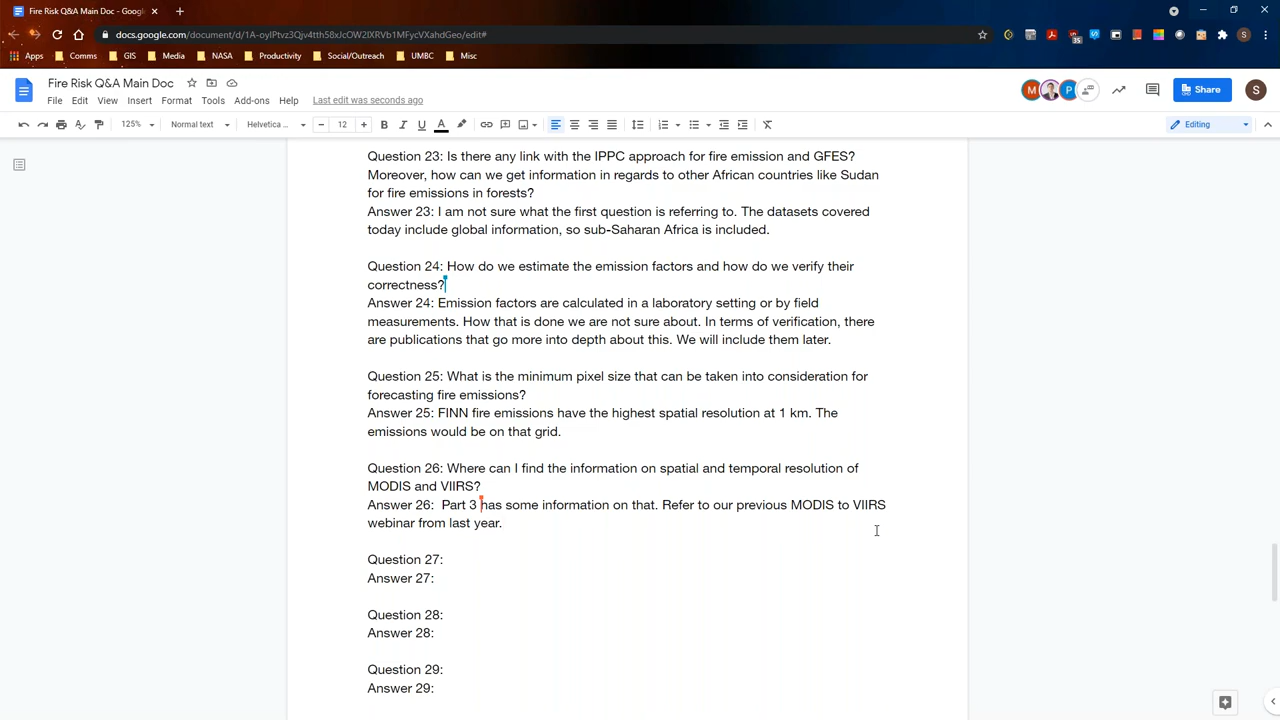 Fire Risk Q&A Main Doc - Google
docs.google.com/document/d/1A-oyIPtvz3Qjv4tth58xJcOW2IXRVb1MFycVXahdGeo/edit#
Apps Comms GIS Media NASA Productivity Social/Outreach UMBC Misc
Fire Risk Q&A Main Doc
File Edit View Insert Format Tools Add-ons Help Last edit was seconds ago
M P Share S
125% Normal text Helvetica ... 12 B I U A Editing
Question 23: Is there any link with the IPPC approach for fire emission and GFES?
Moreover, how can we get information in regards to other African countries like Sudan
for fire emissions in forests?
Answer 23: I am not sure what the first question is referring to. The datasets covered
today include global information, so sub-Saharan Africa is included.
Question 24: How do we estimate the emission factors and how do we verify their
correctness?
Answer 24: Emission factors are calculated in a laboratory setting or by field
measurements. How that is done we are not sure about. In terms of verification, there
are publications that go more into depth about this. We will include them later.
Question 25: What is the minimum pixel size that can be taken into consideration for
forecasting fire emissions?
Answer 25: FINN fire emissions have the highest spatial resolution at 1 km. The
emissions would be on that grid.
Question 26: Where can I find the information on spatial and temporal resolution of
MODIS and VIIRS?
Answer 26: Part 3 has some information on that. Refer to our previous MODIS to VIIRS
webinar from last year.
Question 27:
Answer 27:
Question 28:
Answer 28:
Question 29:
Answer 29: